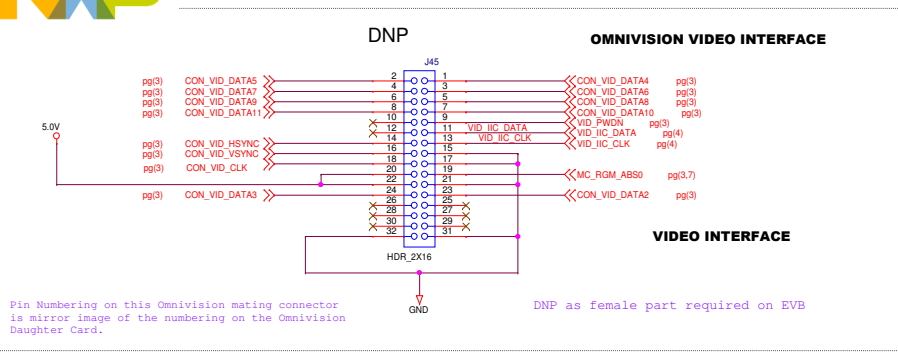 DNP
OMNIVISION VIDEO INTERFACE
J45
pg(3) CON_VID_DATA5 2 1 CON_VID_DATA4 pg(3)
pg(3) CON_VID_DATA7 4 3 CON_VID_DATA6 pg(3)
pg(3) CON_VID_DATA9 6 5 CON_VID_DATA8 pg(3)
pg(3) CON_VID_DATA11 8 7 CON_VID_DATA10 pg(3)
10 9 VID_PWDN pg(3)
5.0V
12 11 VID_IIC_DATA VID_IIC_DATA pg(4)
pg(3) CON_VID_HSYNC 14 13 VID_IIC_CLK VID_IIC_CLK pg(4)
pg(3) CON_VID_VSYNC 16 15
pg(3) CON_VID_CLK 18 17
20 19 MC_RGM_ABS0 pg(3,7)
22 21
pg(3) CON_VID_DATA3 24 23 CON_VID_DATA2 pg(3)
26 25
28 27
30 29
32 31
VIDEO INTERFACE
HDR_2X16
GND
Pin Numbering on this Omnivision mating connector
is mirror image of the numbering on the Omnivision
Daughter Card.
DNP as female part required on EVB